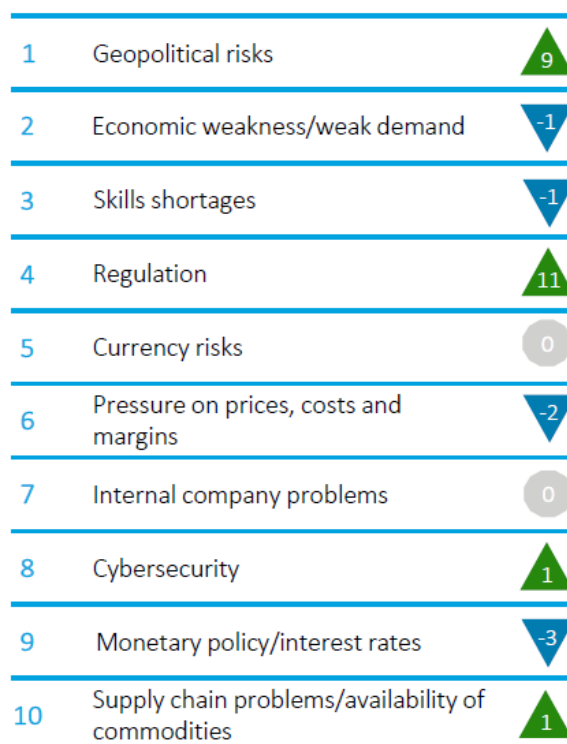 1 Geopolitical risks 9
2 Economic weakness/weak demand -1
3 Skills shortages -1
4 Regulation 11
5 Currency risks 0
6 Pressure on prices, costs and
margins -2
7 Internal company problems 0
8 Cybersecurity 1
9 Monetary policy/interest rates -3
10 Supply chain problems/availability of
commodities 1